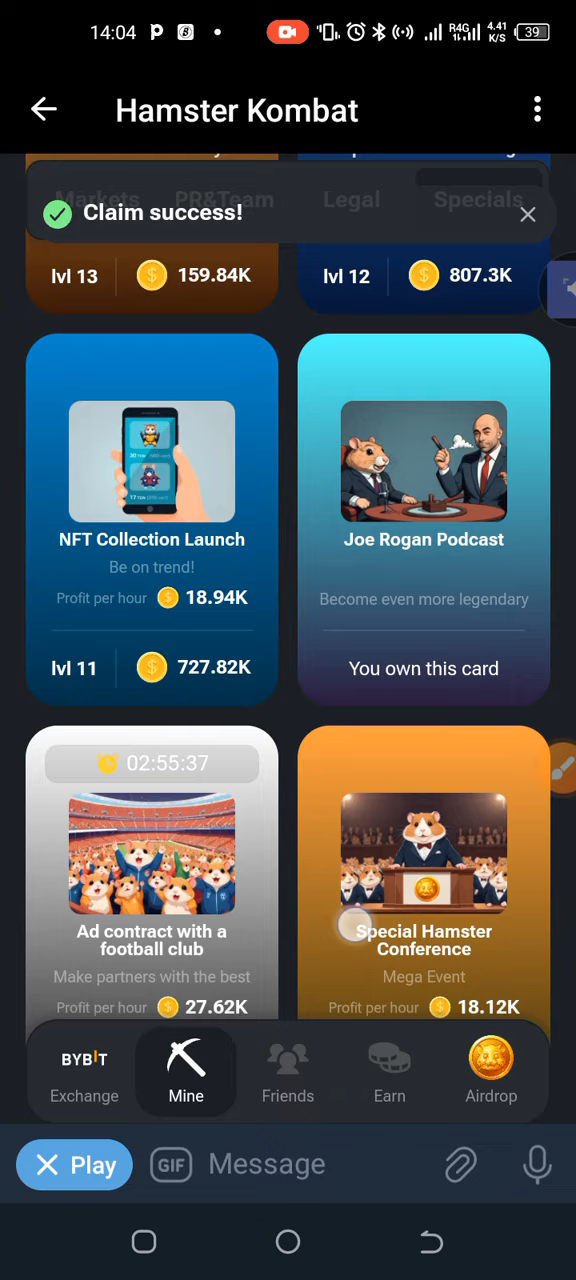 14:04
R4G
4.41
K/S
39
Hamster Kombat
Markets PR&Team Legal Specials
Claim success!
lvl 13 159.84K
lvl 12 807.3K
NFT Collection Launch
Be on trend!
Profit per hour 18.94K
lvl 11 727.82K
Joe Rogan Podcast
Become even more legendary
You own this card
02:55:37
Ad contract with a
football club
Make partners with the best
Profit per hour 27.62K
Special Hamster
Conference
Mega Event
Profit per hour 18.12K
BYBIT
Exchange
Mine
Friends
Earn
Airdrop
Play
GIF
Message